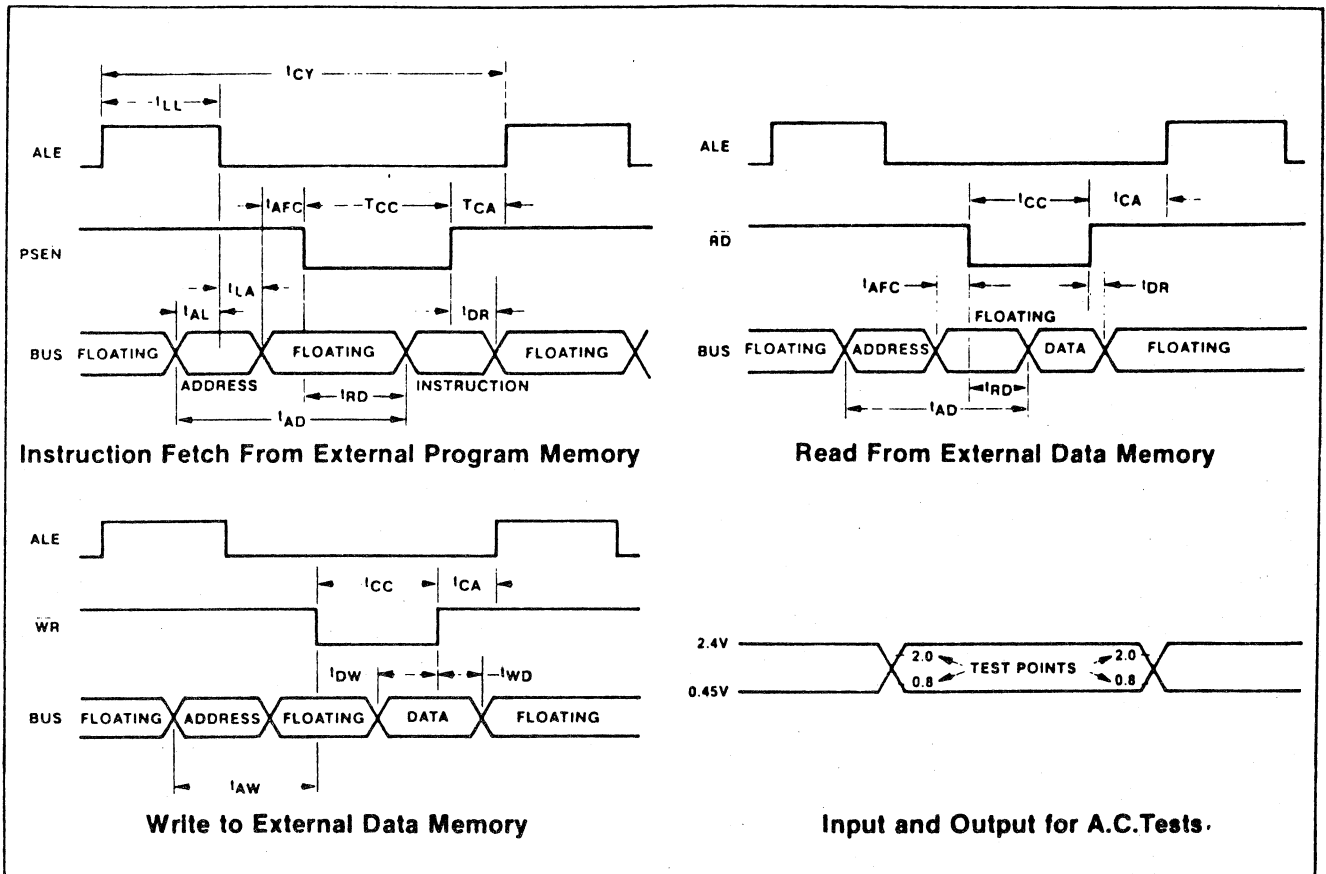 tCY
tLL
ALE
tAFC TCC TCA
PSEN
tLA
tAL tDR
BUS FLOATING FLOATING FLOATING
ADDRESS INSTRUCTION
tRD
tAD
Instruction Fetch From External Program Memory
ALE
tCC tCA
RD
tAFC tDR
FLOATING
BUS FLOATING ADDRESS DATA FLOATING
tRD
tAD
Read From External Data Memory
ALE
tCC tCA
WR
tDW tWD
BUS FLOATING ADDRESS FLOATING DATA FLOATING
tAW
Write to External Data Memory
2.4V
2.0 TEST POINTS 2.0
0.8 0.8
0.45V
Input and Output for A.C.Tests.